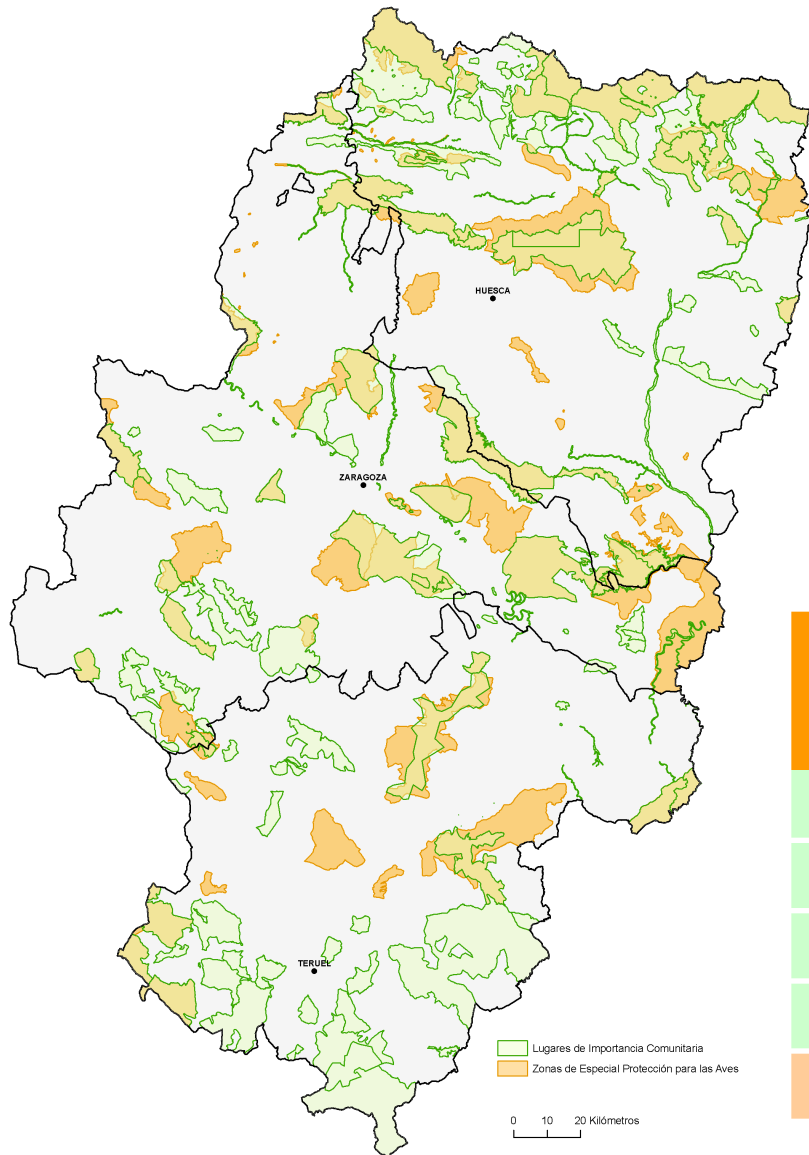 HUESCA
ZARAGOZA
TERUEL
Lugares de Importancia Comunitaria
Zonas de Especial Protección para las Aves
0 10 20 Kilómetros